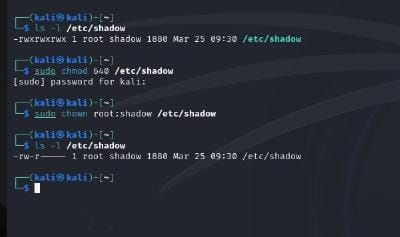 ┌──(kali㉿kali)-[~]
└─$ ls -l /etc/shadow
-rwxrwxrwx 1 root shadow 1880 Mar 25 09:30 /etc/shadow
┌──(kali㉿kali)-[~]
└─$ sudo chmod 640 /etc/shadow
[sudo] password for kali:
┌──(kali㉿kali)-[~]
└─$ sudo chown root:shadow /etc/shadow
┌──(kali㉿kali)-[~]
└─$ ls -l /etc/shadow
-rw-r----- 1 root shadow 1880 Mar 25 09:30 /etc/shadow
┌──(kali㉿kali)-[~]
└─$